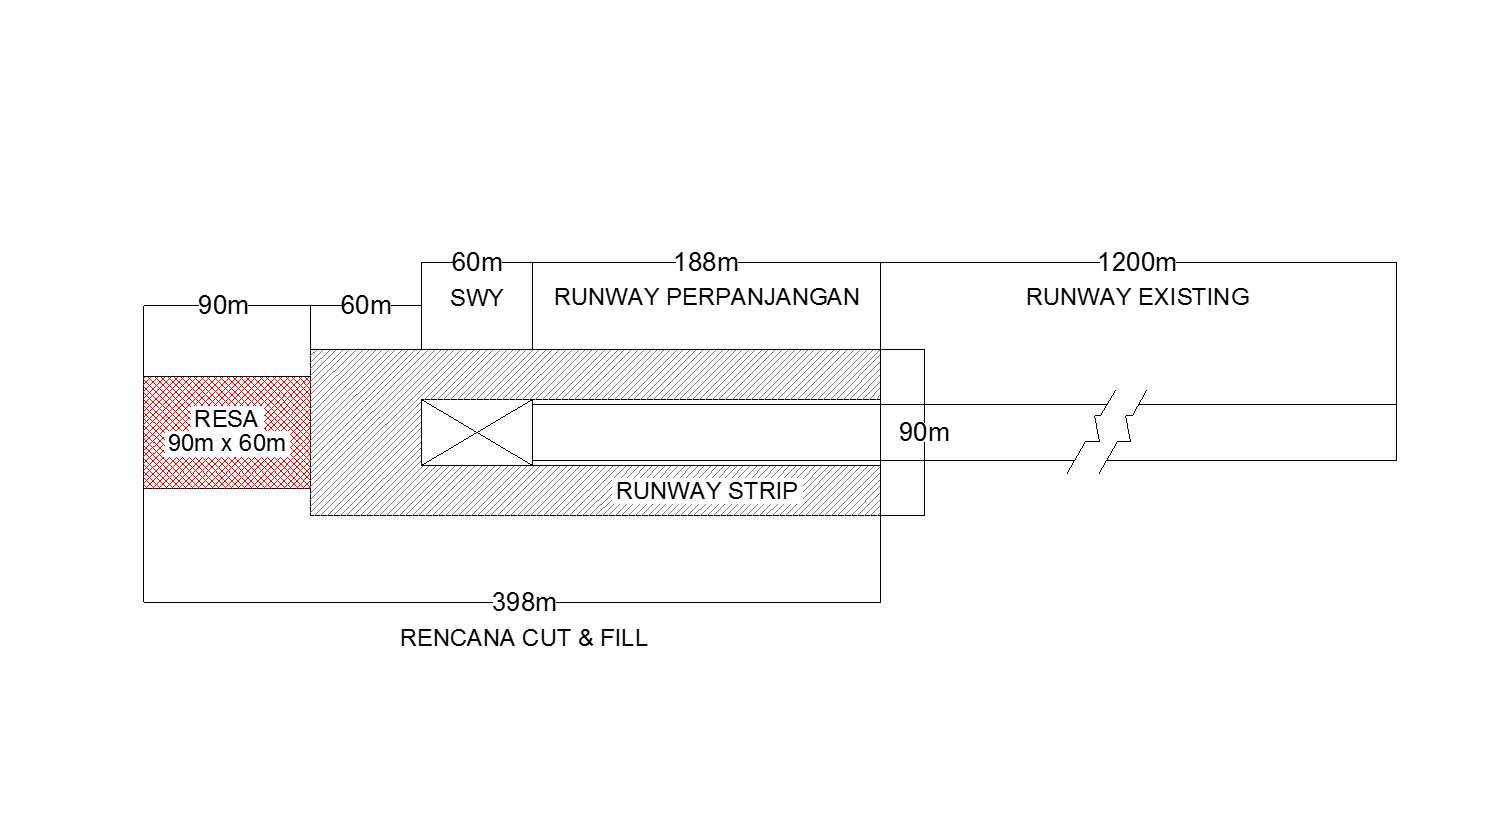 60m
188m
1200m
SWY
RUNWAY PERPANJANGAN
RUNWAY EXISTING
90m
60m
RESA
90m x 60m
90m
RUNWAY STRIP
398m
RENCANA CUT & FILL